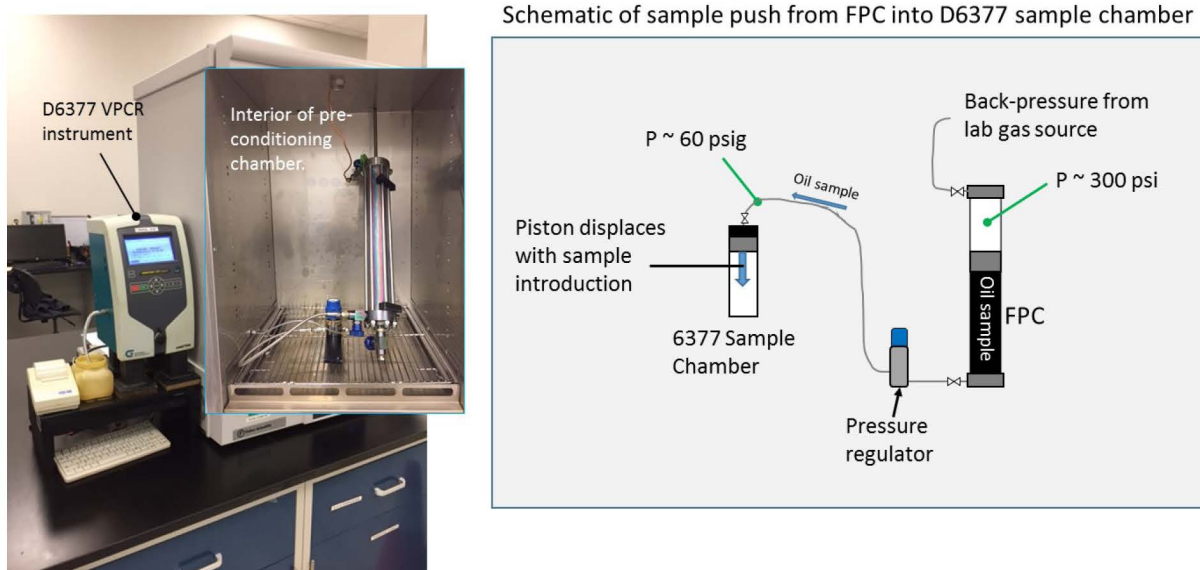 Schematic of sample push from FPC into D6377 sample chamber
D6377 VPCR
instrument
Interior of pre-
conditioning
chamber.
Back-pressure from
lab gas source
P ~ 60 psig
Oil sample
P ~ 300 psi
Piston displaces
with sample
introduction
Oil sample
FPC
6377 Sample
Chamber
Pressure
regulator